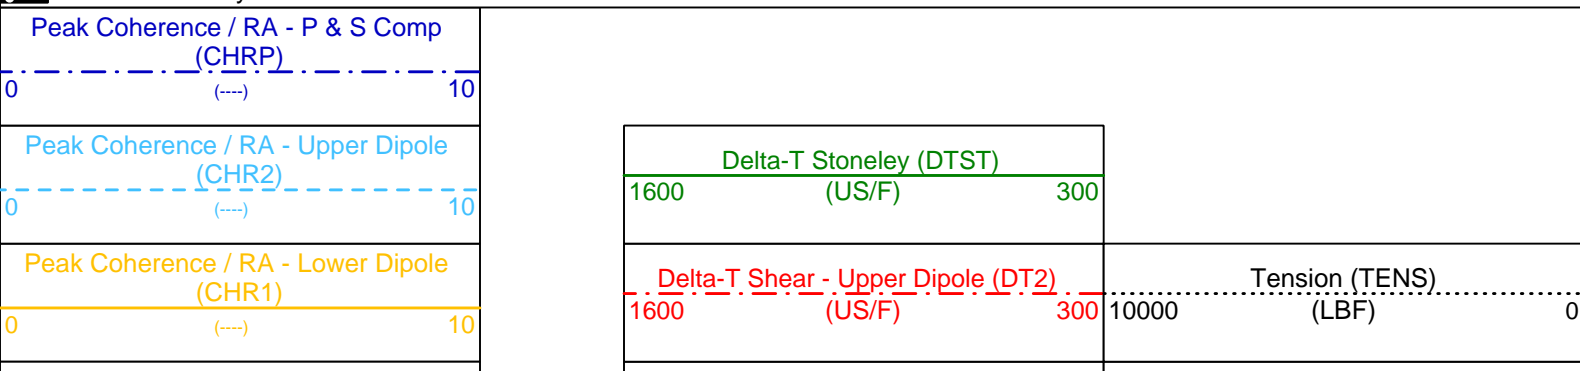 Peak Coherence / RA - P & S Comp
(CHRP)
0 (----) 10
Peak Coherence / RA - Upper Dipole
(CHR2)
0 (----) 10
Delta-T Stoneley (DTST)
1600 (US/F) 300
Peak Coherence / RA - Lower Dipole
(CHR1)
0 (----) 10
Delta-T Shear - Upper Dipole (DT2)
1600 (US/F) 300
Tension (TENS)
10000 (LBF) 0